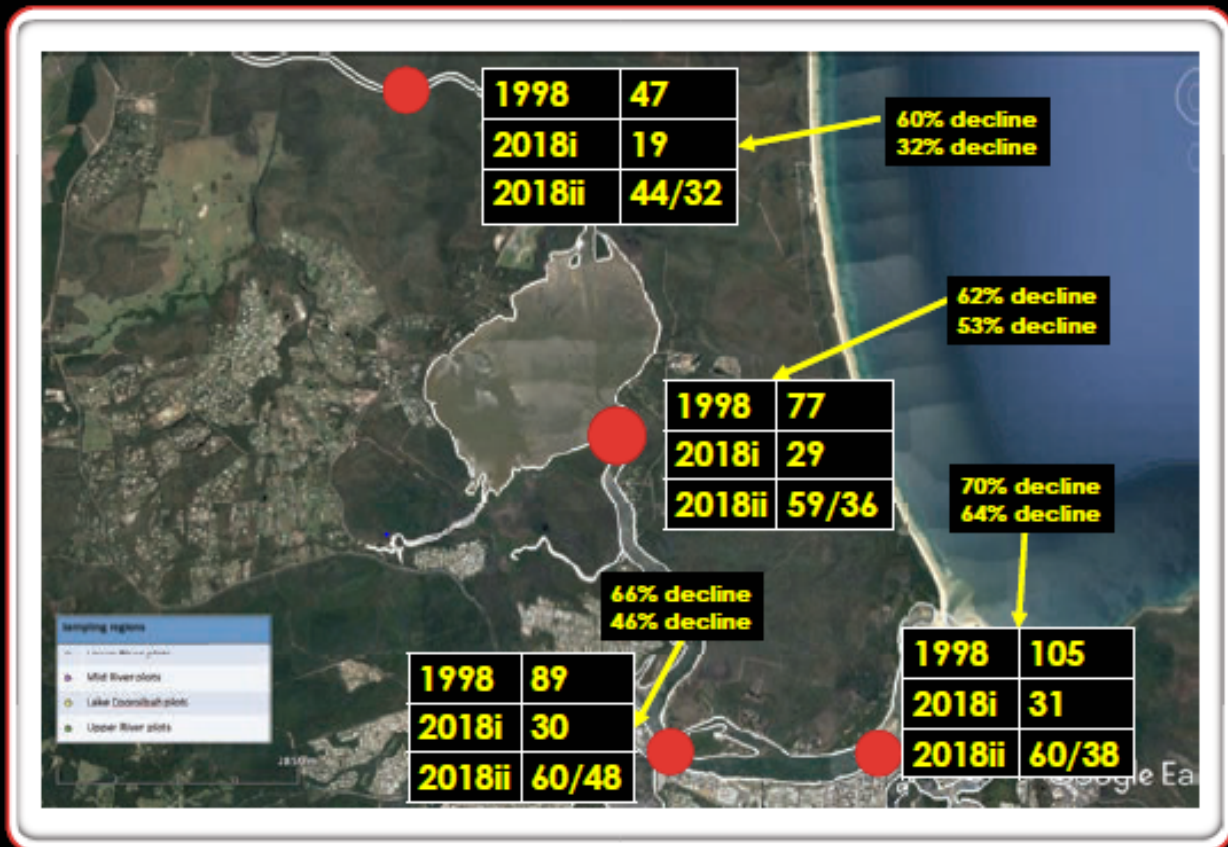 1998 47
2018i 19
2018ii 44/32
60% decline
32% decline
62% decline
53% decline
1998 77
2018i 29
2018ii 59/36
70% decline
64% decline
66% decline
46% decline
1998 89
2018i 30
2018ii 60/48
1998 105
2018i 31
2018ii 60/38
sampling regions
Mid River plots
Lake Cooroibah plots
Upper River plots
Google Ea